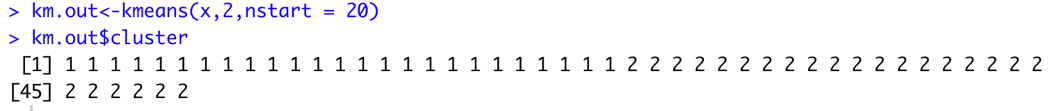 > km.out<-kmeans(x,2,nstart = 20)
> km.out$cluster
[1] 1 1 1 1 1 1 1 1 1 1 1 1 1 1 1 1 1 1 1 1 1 1 1 1 1 2 2 2 2 2 2 2 2 2 2 2 2 2 2 2 2 2 2 2
[45] 2 2 2 2 2 2